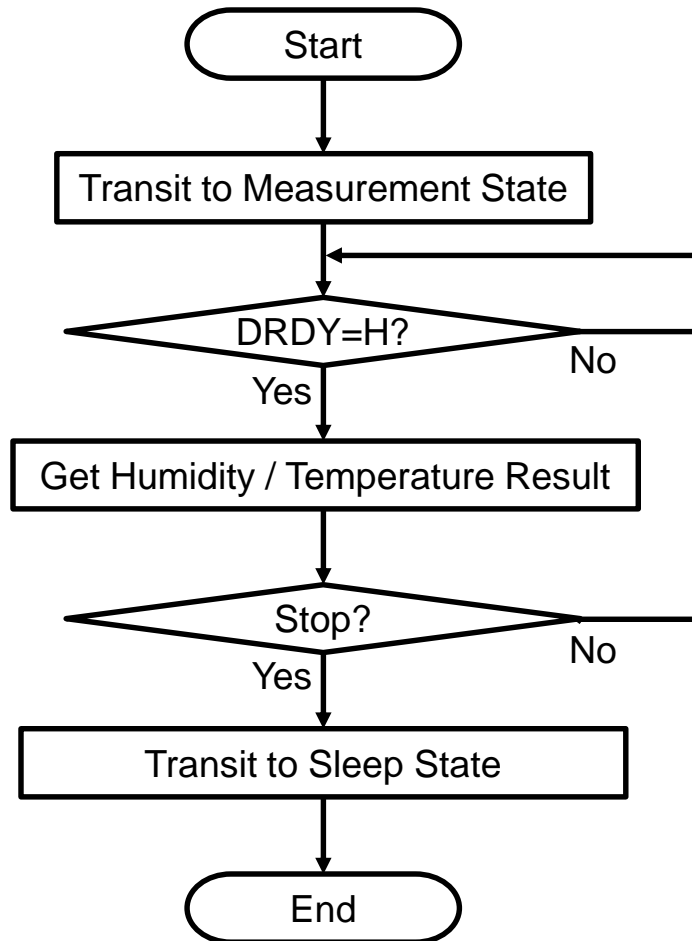 Start
Transit to Measurement State
DRDY=H?
No
Yes
Get Humidity / Temperature Result
Stop?
No
Yes
Transit to Sleep State
End